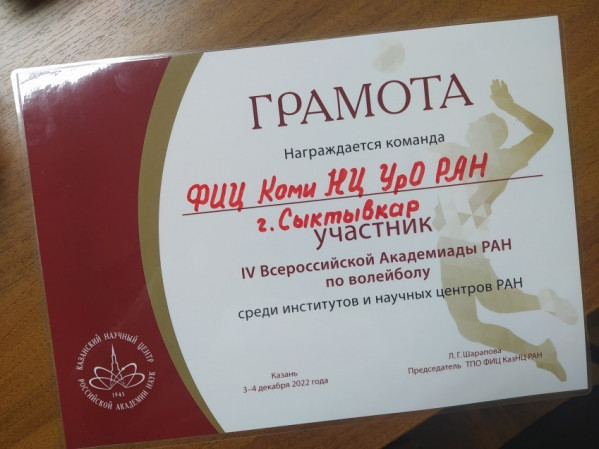 ГРАМОТА
Награждается команда
ФИЦ Коми НЦ УрО РАН
г. Сыктывкар
участник
IV Всероссийской Академиады РАН
по волейболу
среди институтов и научных центров РАН
Казань
3–4 декабря 2022 года
Л.Г. Шарапова
Председатель ТПО ФИЦ КазНЦ РАН
КАЗАНСКИЙ НАУЧНЫЙ ЦЕНТР
РОССИЙСКОЙ АКАДЕМИИ НАУК
1945